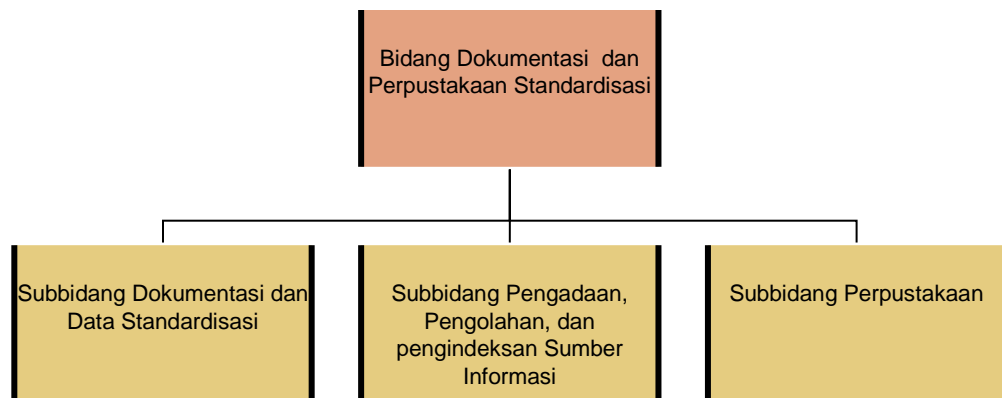 Bidang Dokumentasi dan
Perpustakaan Standardisasi
Subbidang Dokumentasi dan
Data Standardisasi
Subbidang Pengadaan,
Pengolahan, dan
pengindeksan Sumber
Informasi
Subbidang Perpustakaan